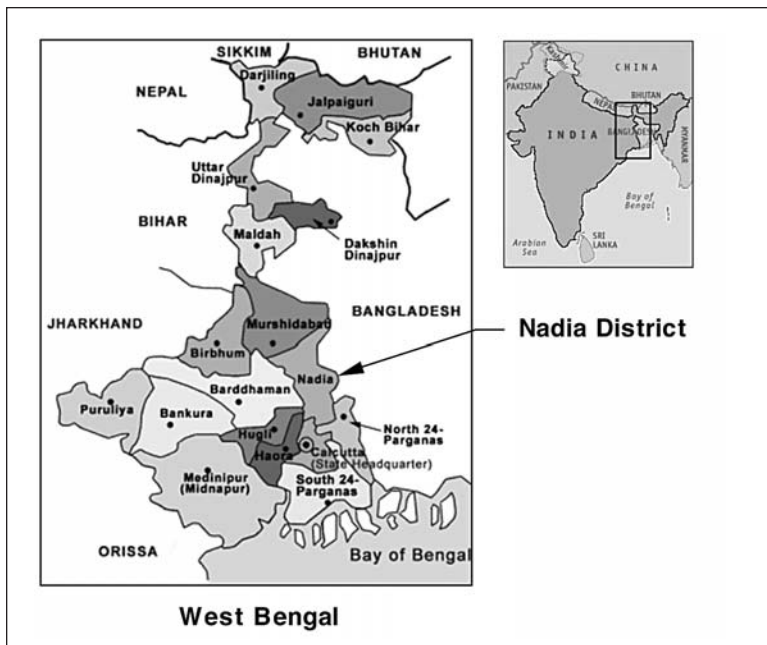 SIKKIM
BHUTAN
NEPAL
Darjiling
Jalpaiguri
Koch Bihar
Uttar
Dinajpur
BIHAR
Maldah
Dakshin
Dinajpur
BANGLADESH
JHARKHAND
Murshidabad
Birbhum
Nadia
Barddhaman
Puruliya
Bankura
North 24-
Parganas
Hugli
Haora
Calcutta
(State Headquarter)
Medinipur
(Midnapur)
South 24-
Parganas
ORISSA
Bay of Bengal
West Bengal
Nadia District
CHINA
PAKISTAN
NEPAL
BHUTAN
INDIA
BANGLADESH
MYANMAR
Bay of
Bengal
Arabian
Sea
SRI
LANKA